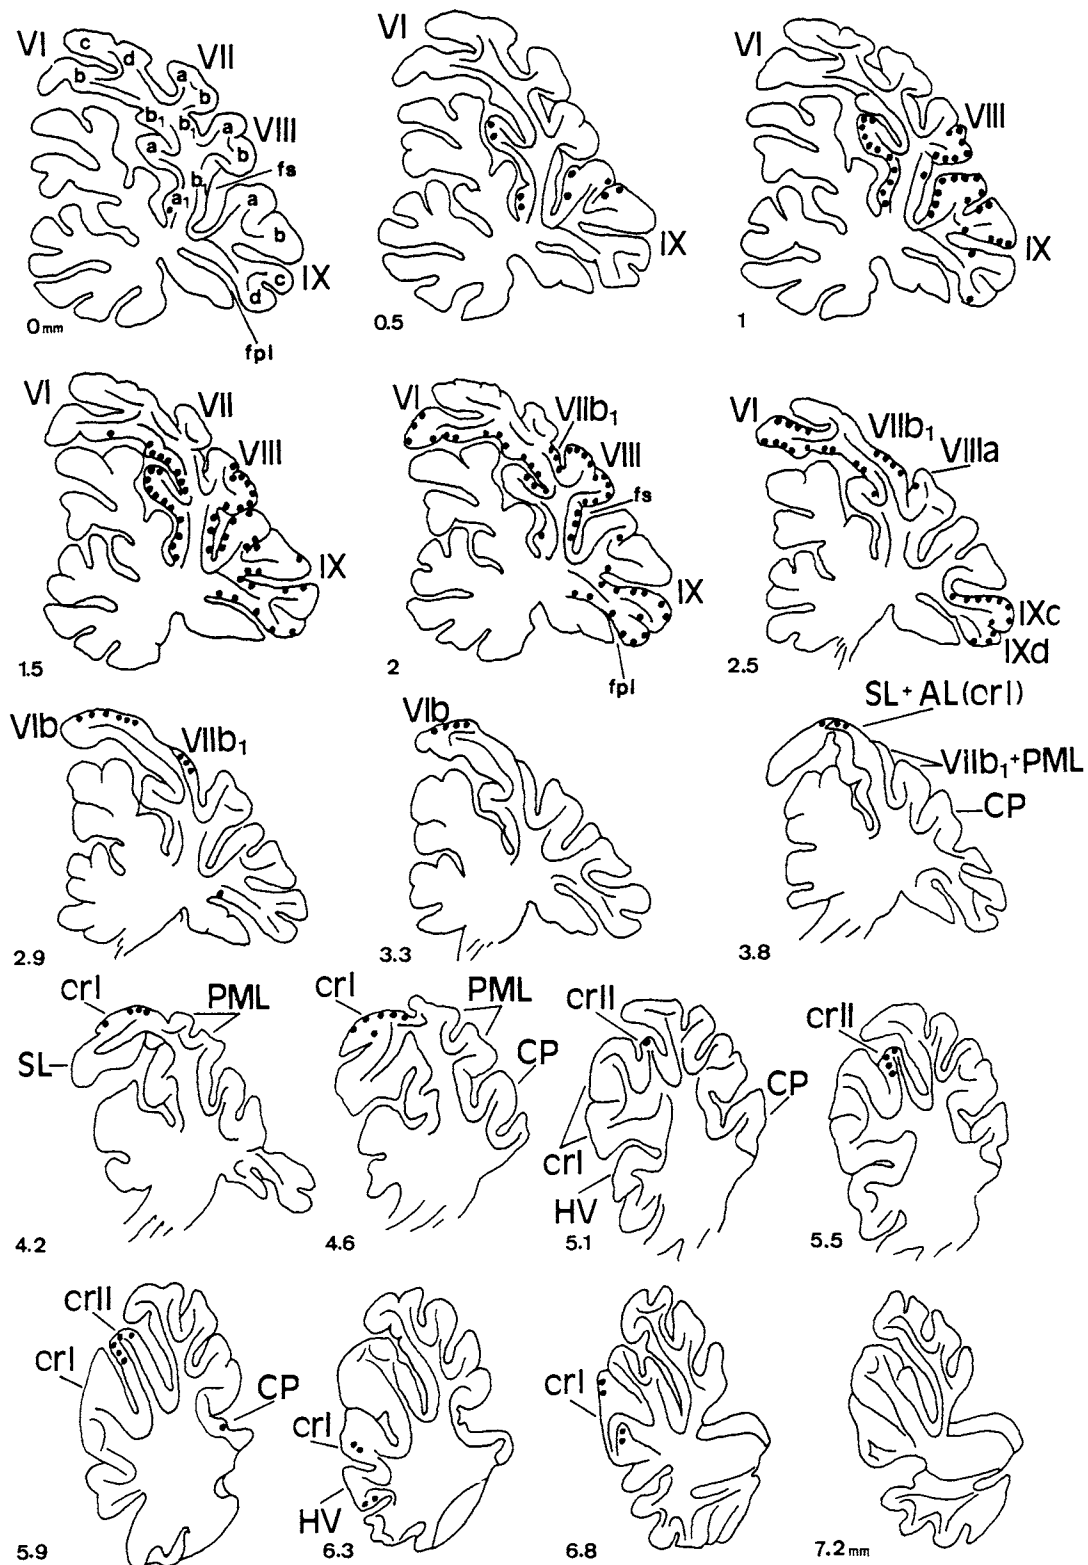 VI c d VII
b a b
b1 b1 a VIII
a b
b1 fs
a1 a
b
c IX
d
0mm
fpl
VI
IX
0.5
VI
VIII
IX
1
VI VII
VIII
IX
1.5
VI VIIb1
VIII
fs
IX
2
fpl
VI
VIIb1
VIIIa
IXc
IXd
2.5
VIb
VIIb1
2.9
VIb
3.3
SL+AL(crI)
VIIb1+PML
CP
3.8
crI PML
SL
4.2
crI PML
CP
4.6
crII
CP
crI
HV
5.1
crII
5.5
crII
crI
CP
5.9
crI
HV
6.3
crI
6.8
7.2mm